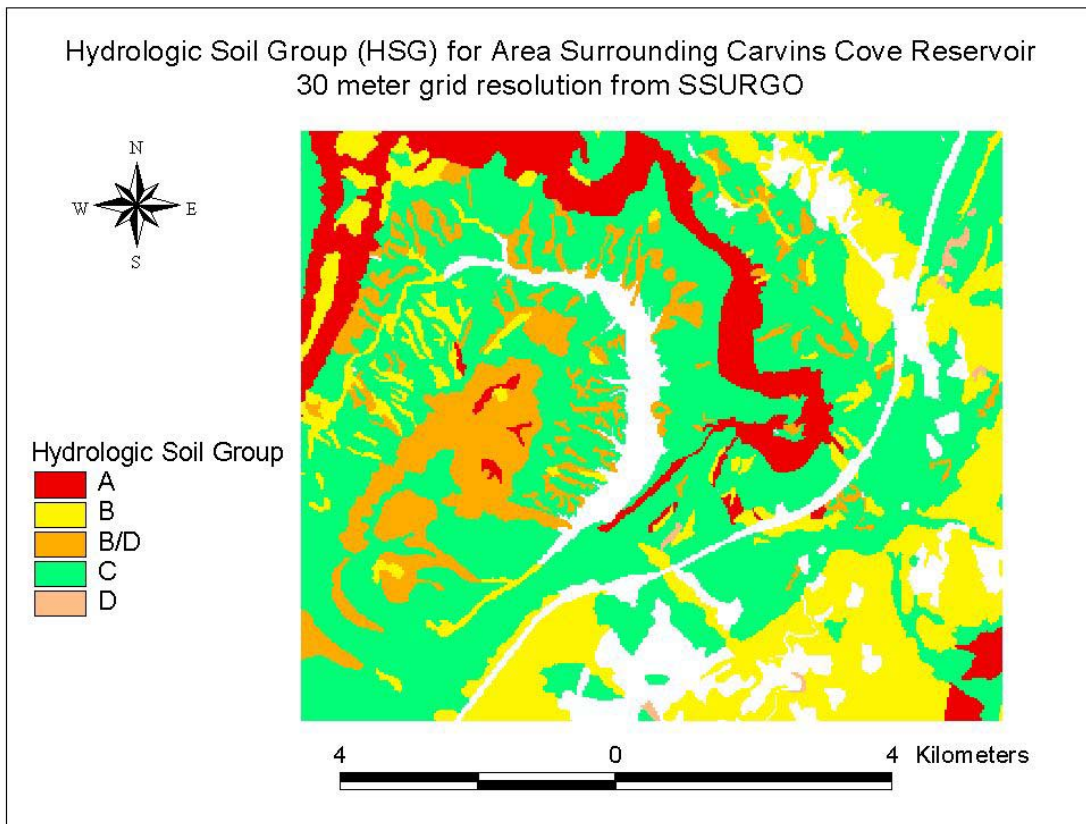 Hydrologic Soil Group (HSG) for Area Surrounding Carvins Cove Reservoir
30 meter grid resolution from SSURGO
N
W E
S
Hydrologic Soil Group
A
B
B/D
C
D
4 0 4 Kilometers